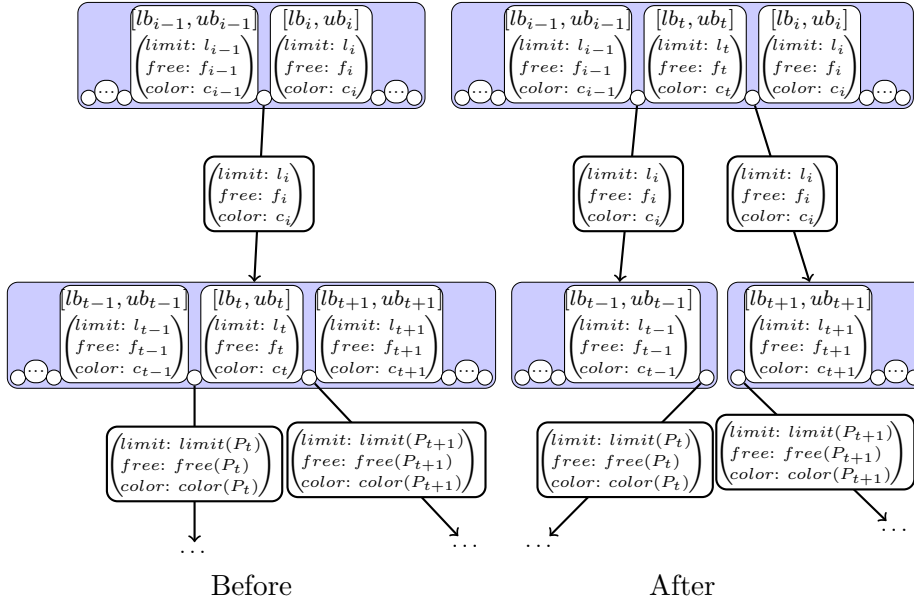 [lb_{i−1}, ub_{i−1}] [lb_i, ub_i] [lb_{i−1}, ub_{i−1}] [lb_t, ub_t] [lb_i, ub_i]
(limit: l_{i−1}) (limit: l_i) (limit: l_{i−1}) (limit: l_t) (limit: l_i)
(free: f_{i−1}) (free: f_i) (free: f_{i−1}) (free: f_t) (free: f_i)
... (color: c_{i−1}) (color: c_i) ... ... (color: c_{i−1}) (color: c_t) (color: c_i) ...
(limit: l_i) (limit: l_i) (limit: l_i)
(free: f_i) (free: f_i) (free: f_i)
(color: c_i) (color: c_i) (color: c_i)
[lb_{t−1}, ub_{t−1}] [lb_t, ub_t] [lb_{t+1}, ub_{t+1}] [lb_{t−1}, ub_{t−1}] [lb_{t+1}, ub_{t+1}]
(limit: l_{t−1}) (limit: l_t) (limit: l_{t+1}) (limit: l_{t−1}) (limit: l_{t+1})
(free: f_{t−1}) (free: f_t) (free: f_{t+1}) (free: f_{t−1}) (free: f_{t+1})
... (color: c_{t−1}) (color: c_t) (color: c_{t+1}) ... ... (color: c_{t−1}) (color: c_{t+1}) ...
(limit: limit(P_t)) (limit: limit(P_{t+1})) (limit: limit(P_t)) (limit: limit(P_{t+1}))
(free: free(P_t)) (free: free(P_{t+1})) (free: free(P_t)) (free: free(P_{t+1}))
(color: color(P_t)) (color: color(P_{t+1})) (color: color(P_t)) (color: color(P_{t+1}))
... ... ... ...
Before After